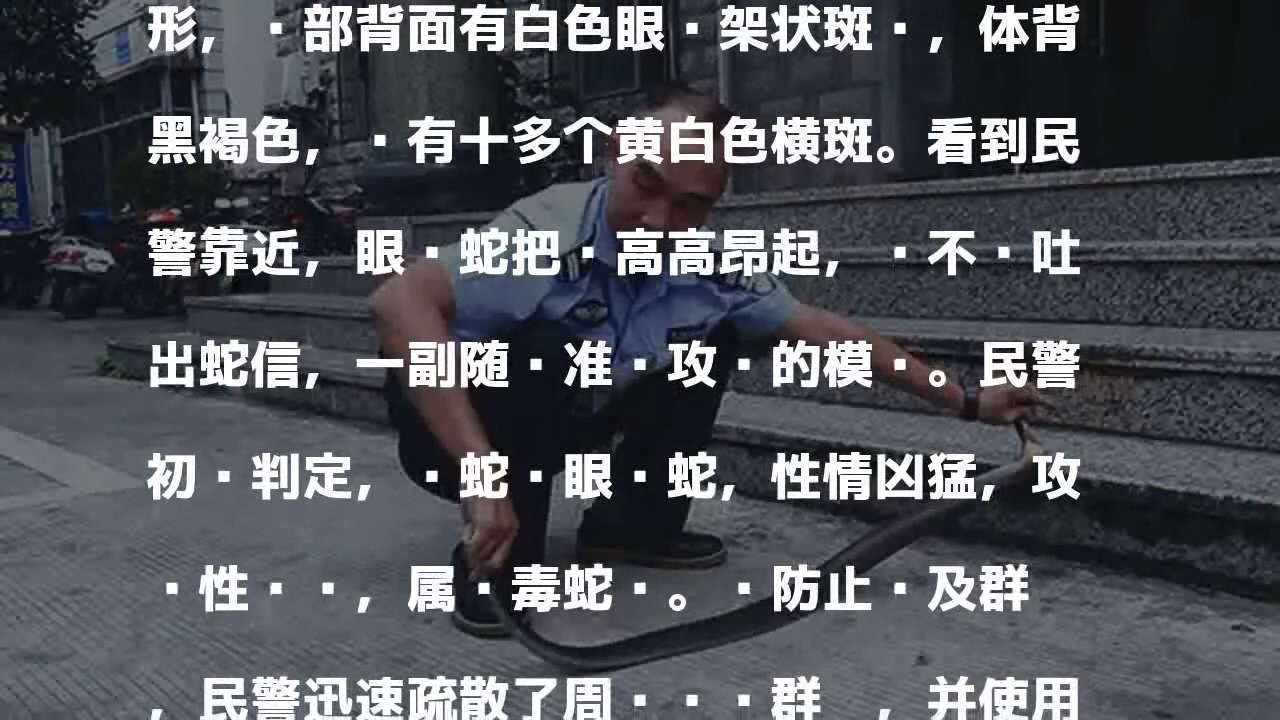 形，·部背面有白色眼·架状斑·，体背
黑褐色，·有十多个黄白色横斑。看到民
警靠近，眼·蛇把·高高昂起，·不·吐
出蛇信，一副随·准·攻·的模·。民警
初·判定，·蛇·眼·蛇，性情凶猛，攻
·性··，属·毒蛇·。·防止·及群
，民警迅速疏散了周···群　，并使用